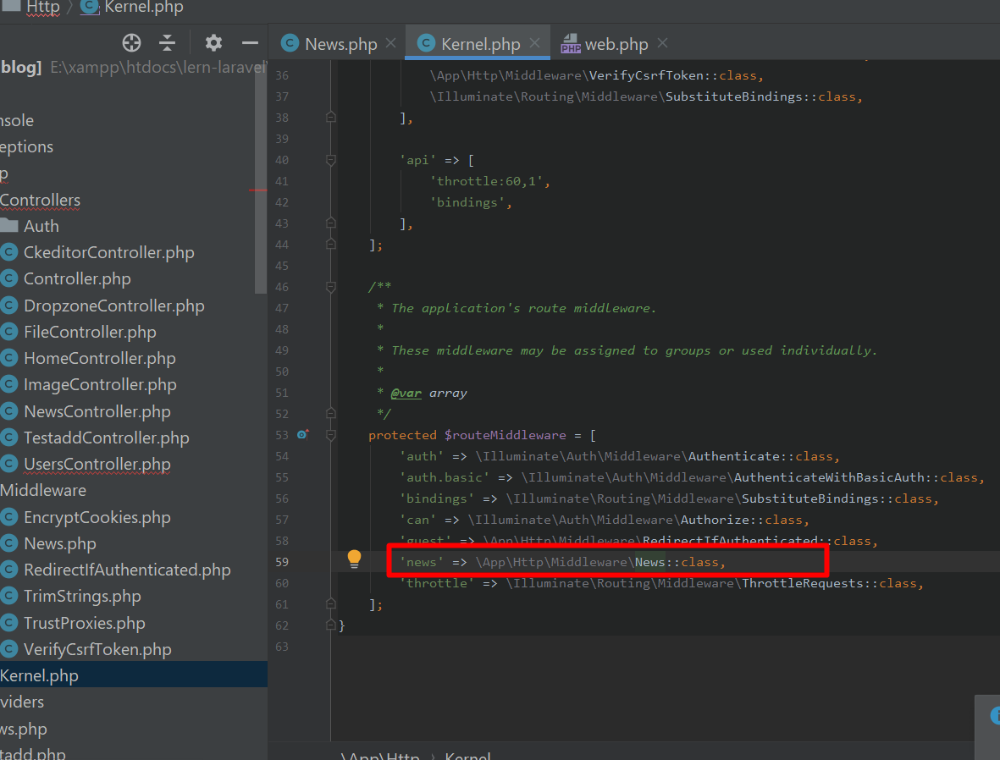 Http Kernel.php
News.php Kernel.php web.php
blog] E:\xampp\htdocs\lern-laravel
nsole
eptions
p
Controllers
Auth
CkeditorController.php
Controller.php
DropzoneController.php
FileController.php
HomeController.php
ImageController.php
NewsController.php
TestaddController.php
UsersController.php
Middleware
EncryptCookies.php
News.php
RedirectIfAuthenticated.php
TrimStrings.php
TrustProxies.php
VerifyCsrfToken.php
Kernel.php
viders
ws.php
tadd.php
36 \App\Http\Middleware\VerifyCsrfToken::class,
37 \Illuminate\Routing\Middleware\SubstituteBindings::class,
38 ],
39
40 'api' => [
41 'throttle:60,1',
42 'bindings',
43 ],
44 ];
45
46 /**
47 * The application's route middleware.
48 *
49 * These middleware may be assigned to groups or used individually.
50 *
51 * @var array
52 */
53 protected $routeMiddleware = [
54 'auth' => \Illuminate\Auth\Middleware\Authenticate::class,
55 'auth.basic' => \Illuminate\Auth\Middleware\AuthenticateWithBasicAuth::class,
56 'bindings' => \Illuminate\Routing\Middleware\SubstituteBindings::class,
57 'can' => \Illuminate\Auth\Middleware\Authorize::class,
58 'guest' => \App\Http\Middleware\RedirectIfAuthenticated::class,
59 'news' => \App\Http\Middleware\News::class,
60 'throttle' => \Illuminate\Routing\Middleware\ThrottleRequests::class,
61 ];
62 }
63
\App\Http Kernel